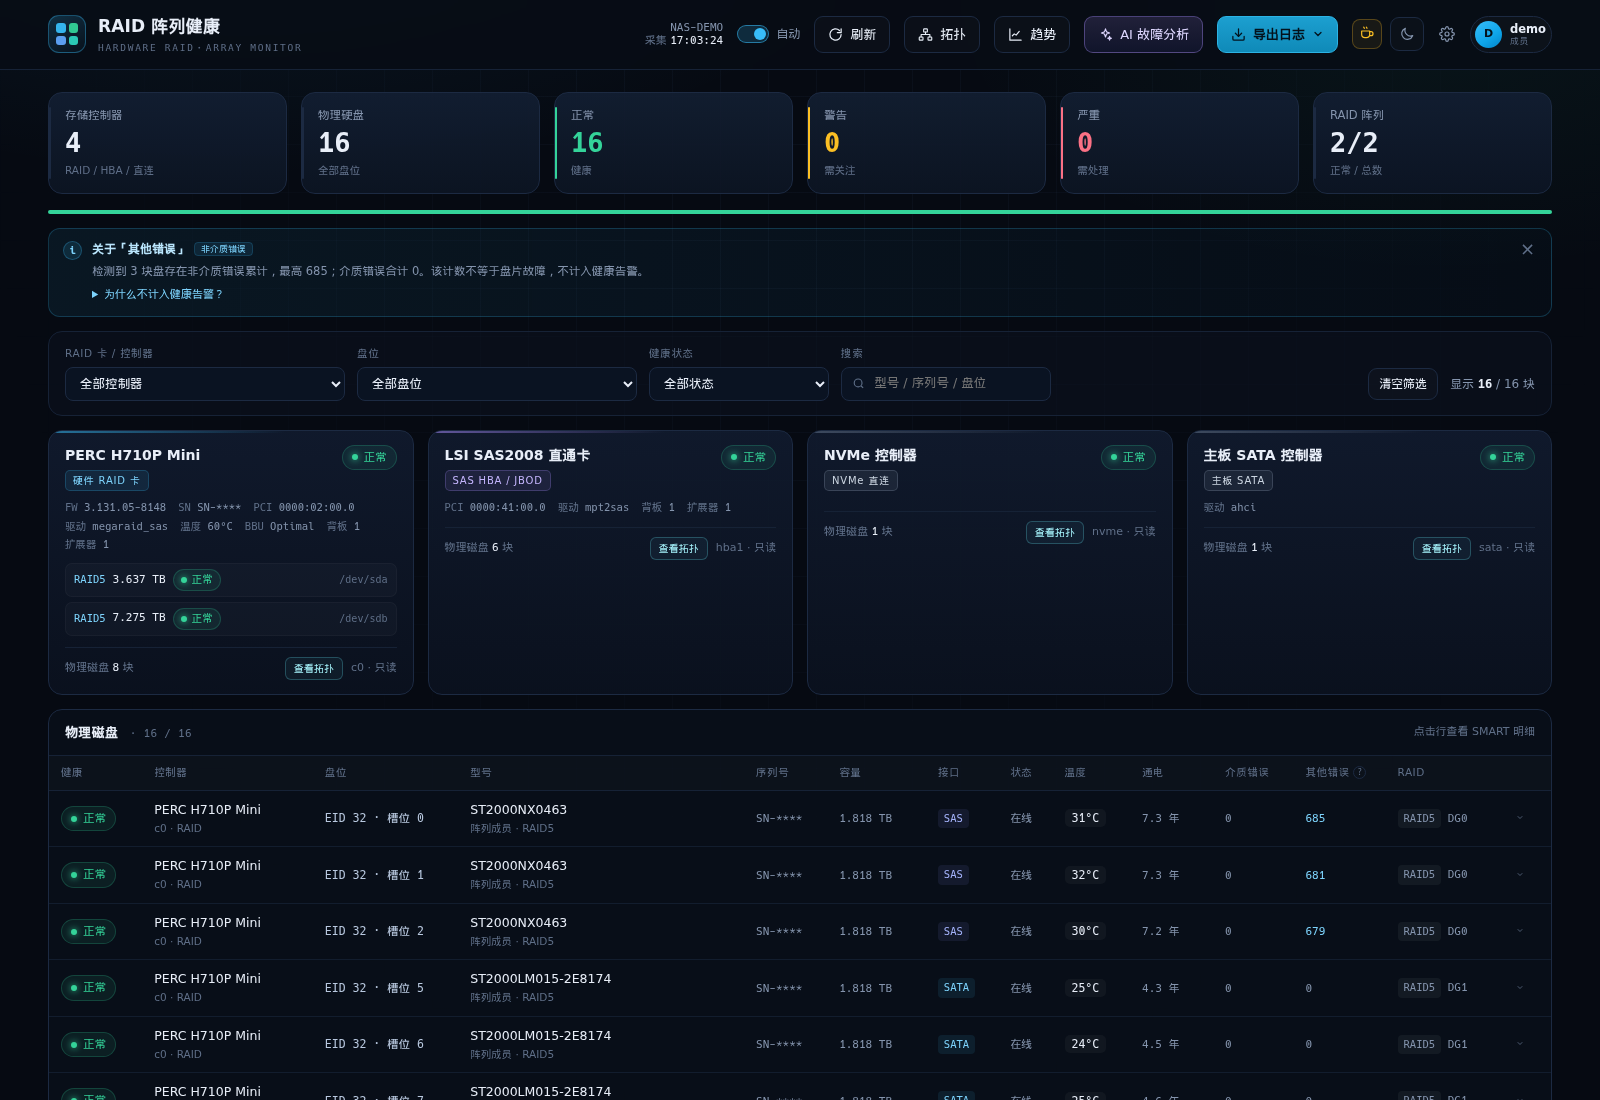 RAID 阵列健康
HARDWARE RAID · ARRAY MONITOR
NAS-DEMO
采集 17:03:24
自动
刷新
拓扑
趋势
AI 故障分析
导出日志
D
demo
成员
存储控制器
4
RAID / HBA / 直连
物理硬盘
16
全部盘位
正常
16
健康
警告
0
需关注
严重
0
需处理
RAID 阵列
2/2
正常 / 总数
i
关于「其他错误」 非介质错误
检测到 3 块盘存在非介质错误累计，最高 685；介质错误合计 0。该计数不等于盘片故障，不计入健康告警。
为什么不计入健康告警？
RAID 卡 / 控制器
全部控制器
盘位
全部盘位
健康状态
全部状态
搜索
型号 / 序列号 / 盘位
清空筛选
显示 16 / 16 块
PERC H710P Mini
正常
硬件 RAID 卡
FW 3.131.05-8148 SN SN-**** PCI 0000:02:00.0
驱动 megaraid_sas 温度 60°C BBU Optimal 背板 1
扩展器 1
RAID5 3.637 TB 正常 /dev/sda
RAID5 7.275 TB 正常 /dev/sdb
物理磁盘 8 块
查看拓扑
c0 · 只读
LSI SAS2008 直通卡
正常
SAS HBA / JBOD
PCI 0000:41:00.0 驱动 mpt2sas 背板 1 扩展器 1
物理磁盘 6 块
查看拓扑
hba1 · 只读
NVMe 控制器
正常
NVMe 直连
物理磁盘 1 块
查看拓扑
nvme · 只读
主板 SATA 控制器
正常
主板 SATA
驱动 ahci
物理磁盘 1 块
查看拓扑
sata · 只读
物理磁盘 · 16 / 16
点击行查看 SMART 明细
健康 控制器 盘位 型号 序列号 容量 接口 状态 温度 通电 介质错误 其他错误 ? RAID
正常 PERC H710P Mini EID 32 · 槽位 0 ST2000NX0463 SN-**** 1.818 TB SAS 在线 31°C 7.3 年 0 685 RAID5 DG0
c0 · RAID 阵列成员 · RAID5
正常 PERC H710P Mini EID 32 · 槽位 1 ST2000NX0463 SN-**** 1.818 TB SAS 在线 32°C 7.3 年 0 681 RAID5 DG0
c0 · RAID 阵列成员 · RAID5
正常 PERC H710P Mini EID 32 · 槽位 2 ST2000NX0463 SN-**** 1.818 TB SAS 在线 30°C 7.2 年 0 679 RAID5 DG0
c0 · RAID 阵列成员 · RAID5
正常 PERC H710P Mini EID 32 · 槽位 5 ST2000LM015-2E8174 SN-**** 1.818 TB SATA 在线 25°C 4.3 年 0 0 RAID5 DG1
c0 · RAID 阵列成员 · RAID5
正常 PERC H710P Mini EID 32 · 槽位 6 ST2000LM015-2E8174 SN-**** 1.818 TB SATA 在线 24°C 4.5 年 0 0 RAID5 DG1
c0 · RAID 阵列成员 · RAID5
正常 PERC H710P Mini EID 32 · 槽位 7 ST2000LM015-2E8174 SN-**** 1.818 TB SATA 在线 25°C 4.6 年 0 0 RAID5 DG1